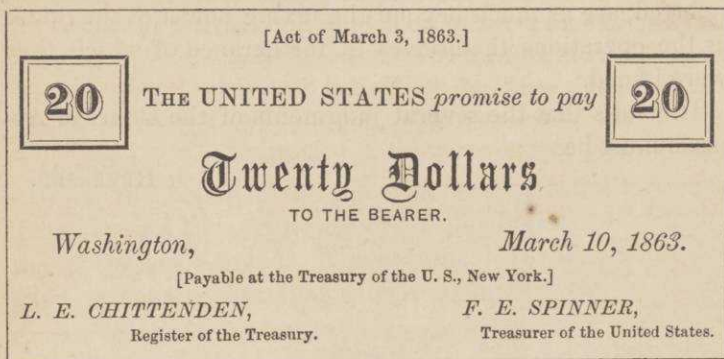 [Act of March 3, 1863.]
20 THE UNITED STATES promise to pay 20
Twenty Dollars
TO THE BEARER.
Washington, March 10, 1863.
[Payable at the Treasury of the U. S., New York.]
L. E. CHITTENDEN, F. E. SPINNER,
Register of the Treasury. Treasurer of the United States.